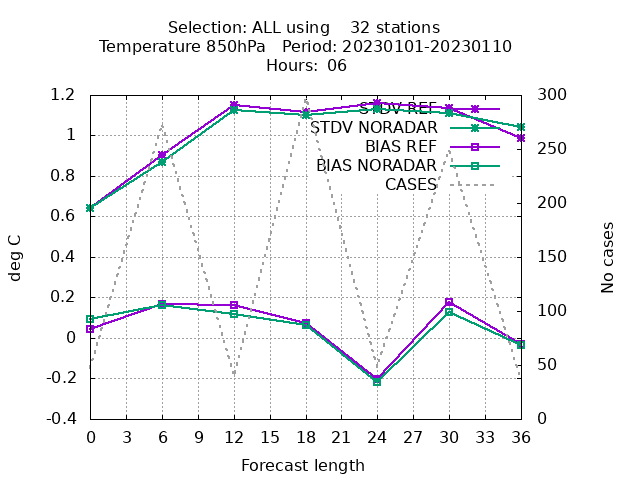 Selection: ALL using    32 stations
Temperature 850hPa   Period: 20230101-20230110
Hours:  06
1.2
1
0.8
0.6
0.4
0.2
0
-0.2
-0.4
300
250
200
150
100
50
0
STDV REF
STDV NORADAR
BIAS REF
BIAS NORADAR
CASES
deg C
No cases
0 3 6 9 12 15 18 21 24 27 30 33 36
Forecast length